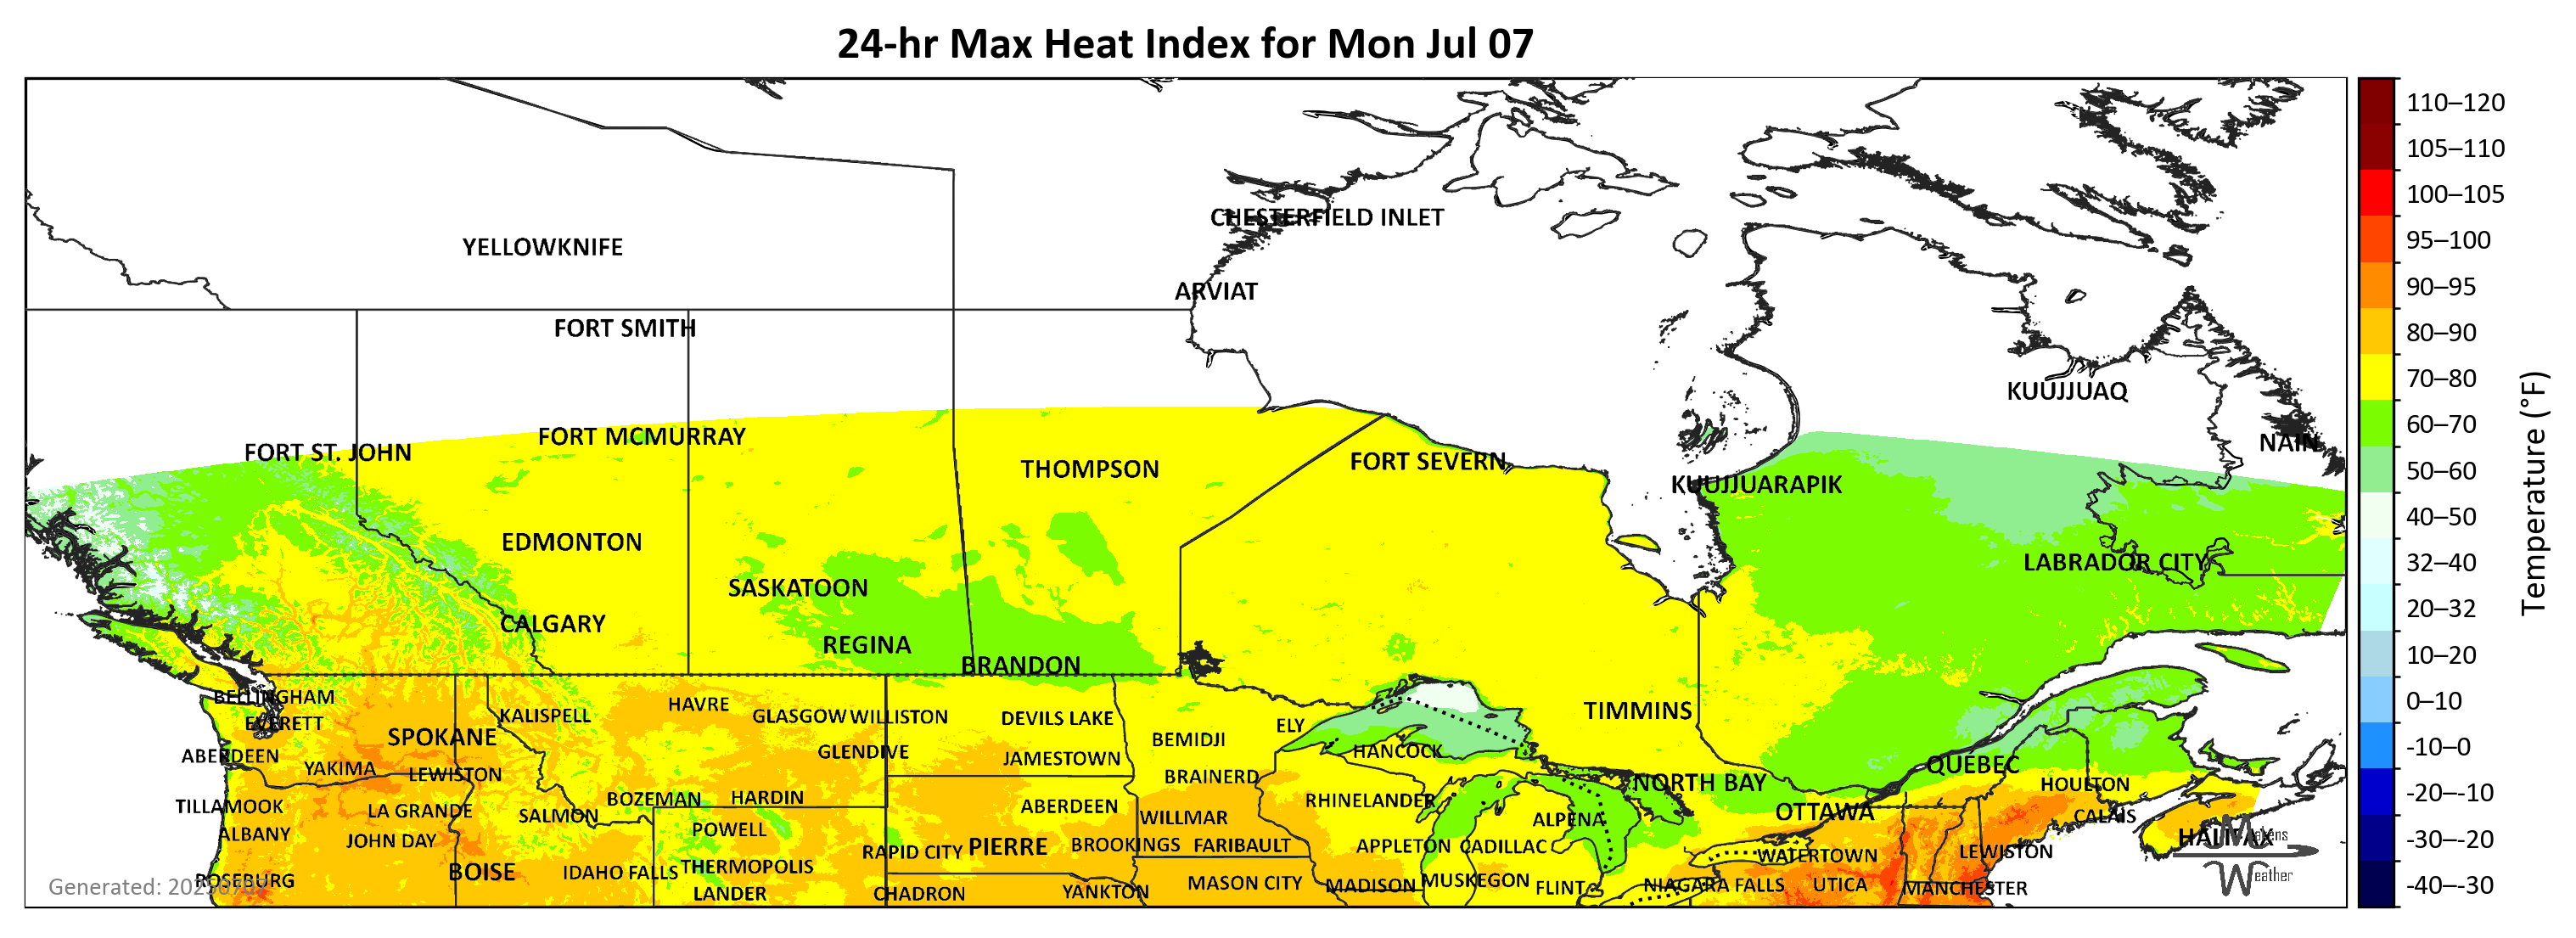 24-hr Max Heat Index for Mon Jul 07
CHESTERFIELD INLET
YELLOWKNIFE
ARVIAT
FORT SMITH
KUUJJUAQ
FORT MCMURRAY
NAIN
FORT ST. JOHN
FORT SEVERN
THOMPSON
KUUJJUARAPIK
EDMONTON
LABRADOR CITY
SASKATOON
CALGARY
REGINA
BRANDON
BELLINGHAM
HAVRE
TIMMINS
KALISPELL
GLASGOW WILLISTON
DEVILS LAKE
EVERETT
ELY
SPOKANE
BEMIDJI
ABERDEEN
GLENDIVE
HANCOCK
JAMESTOWN
QUEBEC
YAKIMA
LEWISTON
BRAINERD
NORTH BAY
HOULTON
BOZEMAN
HARDIN
RHINELANDER
TILLAMOOK
ABERDEEN
LA GRANDE
OTTAWA
SALMON
WILLMAR
CALAIS
ALPENA
POWELL
ALBANY
HALIFAX
Makens
JOHN DAY
PIERRE
BROOKINGS
FARIBAULT
APPLETON
CADILLAC
RAPID CITY
LEWISTON
WATERTOWN
THERMOPOLIS
BOISE
IDAHO FALLS
Weather
ROSEBURG
MUSKEGON
MASON CITY
MADISON
NIAGARA FALLS
UTICA
FLINT
MANCHESTER
Generated: 20250707
LANDER
CHADRON
YANKTON
110–120
105–110
100–105
95–100
90–95
80–90
70–80
60–70
50–60
40–50
32–40
20–32
10–20
0–10
-10–0
-20–-10
-30–-20
-40–-30
Temperature (°F)